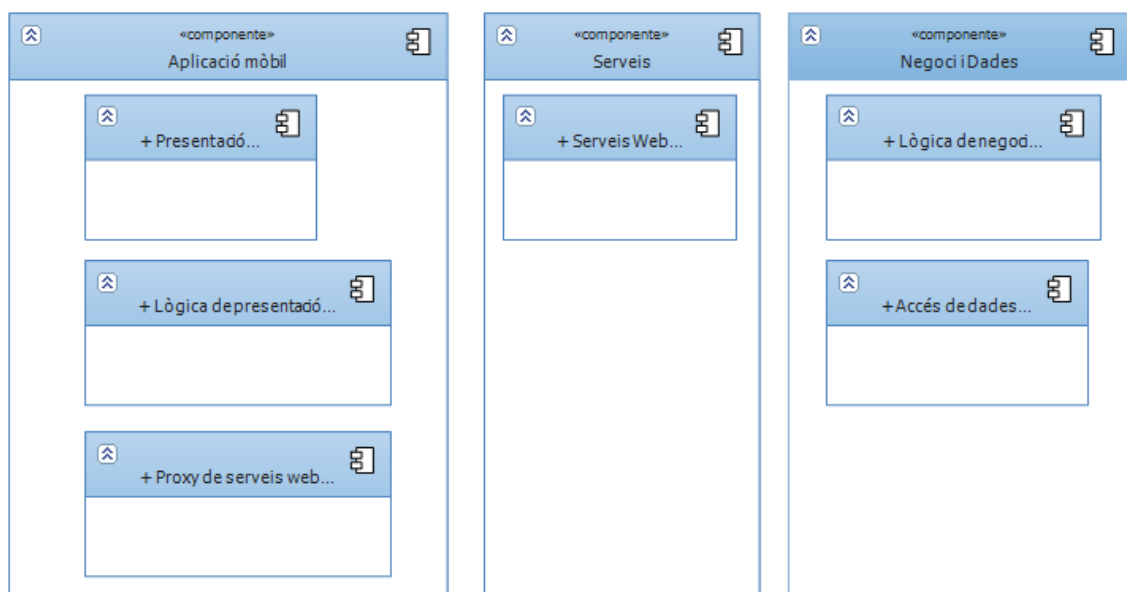 «componente»
Aplicació mòbil
+ Presentació...
+ Lògica de presentació...
+ Proxy de serveis web...
«componente»
Serveis
+ Serveis Web...
«componente»
Negoci i Dades
+ Lògica de negoci...
+ Accés de dades...